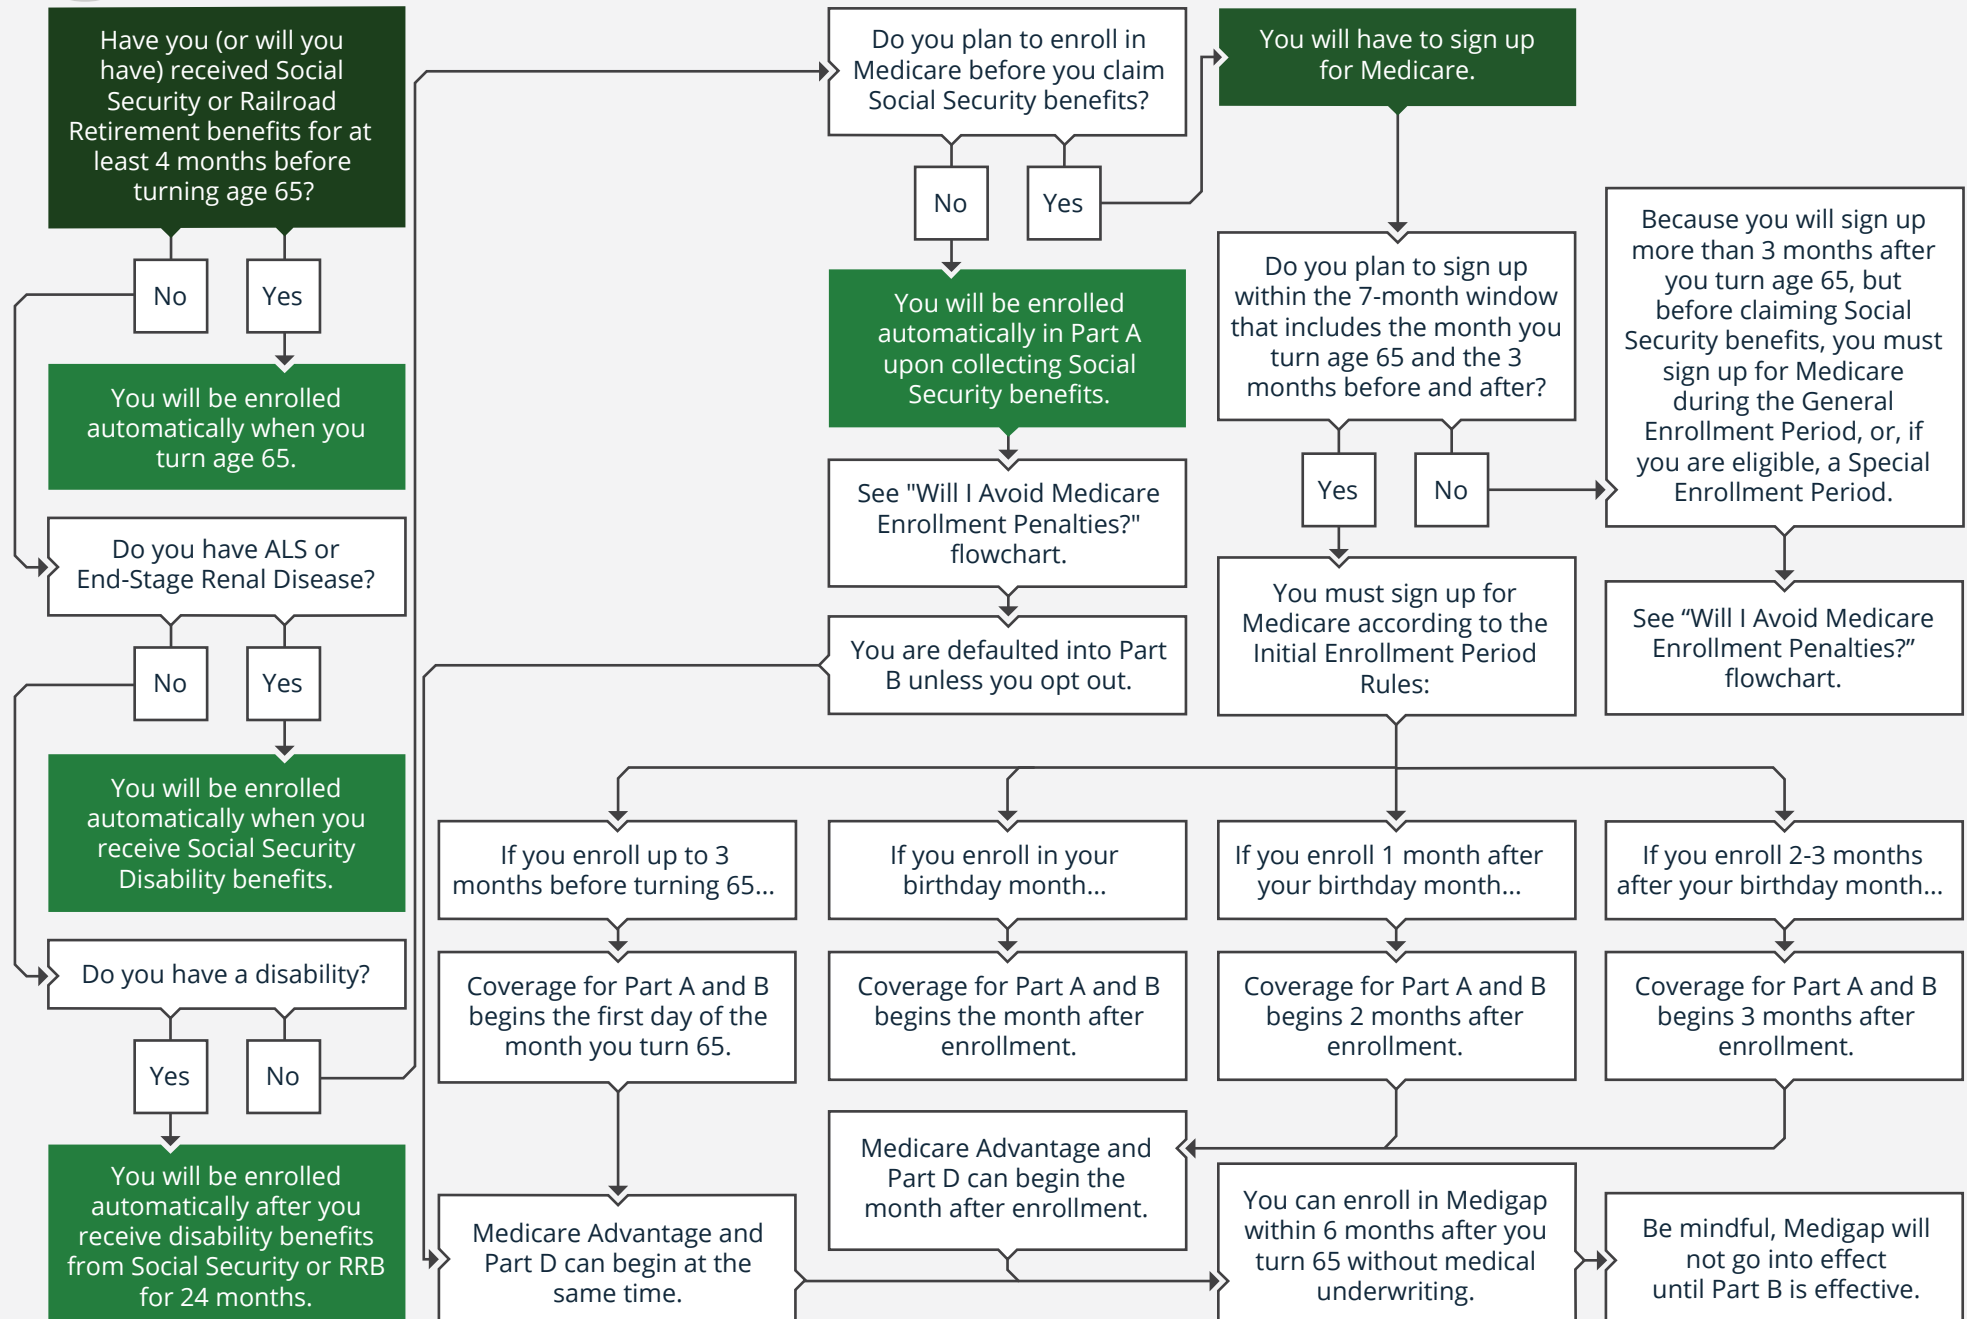 Have you (or will you
have) received Social
Security or Railroad
Retirement benefits for at
least 4 months before
turning age 65?
No
Yes
You will be enrolled
automatically when you
turn age 65.
Do you have ALS or
End-Stage Renal Disease?
No
Yes
You will be enrolled
automatically when you
receive Social Security
Disability benefits.
Do you have a disability?
Yes
No
You will be enrolled
automatically after you
receive disability benefits
from Social Security or RRB
for 24 months.
Do you plan to enroll in
Medicare before you claim
Social Security benefits?
No
Yes
You will be enrolled
automatically in Part A
upon collecting Social
Security benefits.
See "Will I Avoid Medicare
Enrollment Penalties?"
flowchart.
You are defaulted into Part
B unless you opt out.
You will have to sign up
for Medicare.
Do you plan to sign up
within the 7-month window
that includes the month you
turn age 65 and the 3
months before and after?
Yes
No
Because you will sign up
more than 3 months after
you turn age 65, but
before claiming Social
Security benefits, you must
sign up for Medicare
during the General
Enrollment Period, or, if
you are eligible, a Special
Enrollment Period.
See “Will I Avoid Medicare
Enrollment Penalties?”
flowchart.
You must sign up for
Medicare according to the
Initial Enrollment Period
Rules:
If you enroll up to 3
months before turning 65...
Coverage for Part A and B
begins the first day of the
month you turn 65.
Medicare Advantage and
Part D can begin at the
same time.
If you enroll in your
birthday month...
Coverage for Part A and B
begins the month after
enrollment.
If you enroll 1 month after
your birthday month...
Coverage for Part A and B
begins 2 months after
enrollment.
If you enroll 2-3 months
after your birthday month...
Coverage for Part A and B
begins 3 months after
enrollment.
Medicare Advantage and
Part D can begin the
month after enrollment.
You can enroll in Medigap
within 6 months after you
turn 65 without medical
underwriting.
Be mindful, Medigap will
not go into effect
until Part B is effective.